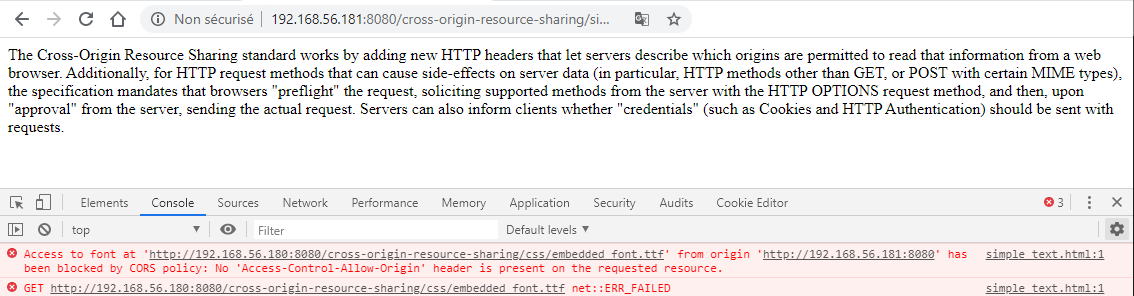 Non sécurisé | 192.168.56.181:8080/cross-origin-resource-sharing/si...
The Cross-Origin Resource Sharing standard works by adding new HTTP headers that let servers describe which origins are permitted to read that information from a web
browser. Additionally, for HTTP request methods that can cause side-effects on server data (in particular, HTTP methods other than GET, or POST with certain MIME types),
the specification mandates that browsers "preflight" the request, soliciting supported methods from the server with the HTTP OPTIONS request method, and then, upon
"approval" from the server, sending the actual request. Servers can also inform clients whether "credentials" (such as Cookies and HTTP Authentication) should be sent with
requests.
Elements Console Sources Network Performance Memory Application Security Audits Cookie Editor 3
top Filter Default levels
Access to font at 'http://192.168.56.180:8080/cross-origin-resource-sharing/css/embedded_font.ttf' from origin 'http://192.168.56.181:8080' has simple_text.html:1
been blocked by CORS policy: No 'Access-Control-Allow-Origin' header is present on the requested resource.
GET http://192.168.56.180:8080/cross-origin-resource-sharing/css/embedded_font.ttf net::ERR_FAILED simple_text.html:1